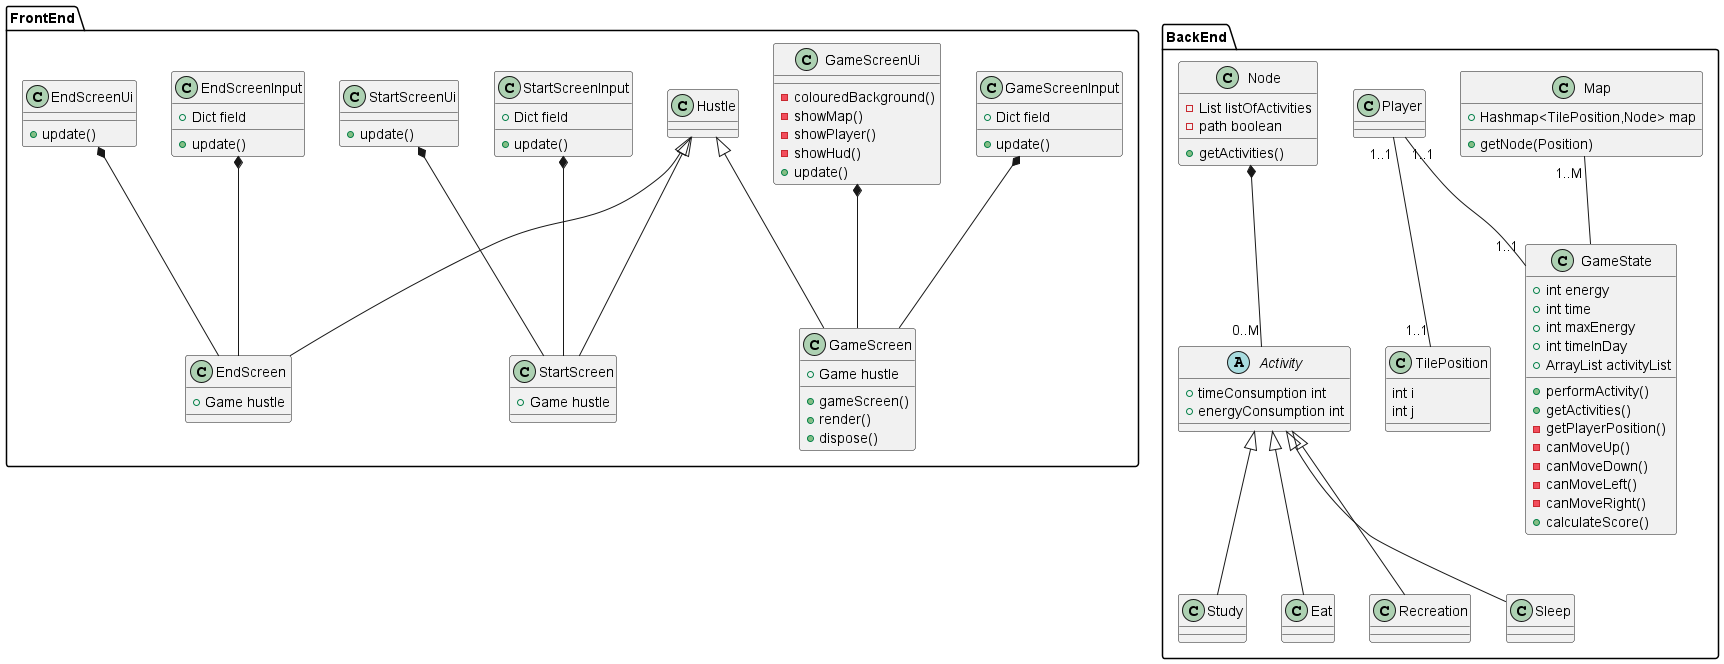 FrontEnd
C EndScreenUi
update()
C EndScreenInput
Dict field
update()
C StartScreenUi
update()
C StartScreenInput
Dict field
update()
C Hustle
C GameScreenUi
colouredBackground()
showMap()
showPlayer()
showHud()
update()
C GameScreenInput
Dict field
update()
C EndScreen
Game hustle
C StartScreen
Game hustle
C GameScreen
Game hustle
gameScreen()
render()
dispose()
BackEnd
C Node
List listOfActivities
path boolean
getActivities()
C Player
C Map
Hashmap<TilePosition,Node> map
getNode(Position)
1..1
1..1
1..M
1..1
0..M
1..1
A Activity
timeConsumption int
energyConsumption int
C TilePosition
int i
int j
C GameState
int energy
int time
int maxEnergy
int timeInDay
ArrayList activityList
performActivity()
getActivities()
getPlayerPosition()
canMoveUp()
canMoveDown()
canMoveLeft()
canMoveRight()
calculateScore()
C Study
C Eat
C Recreation
C Sleep